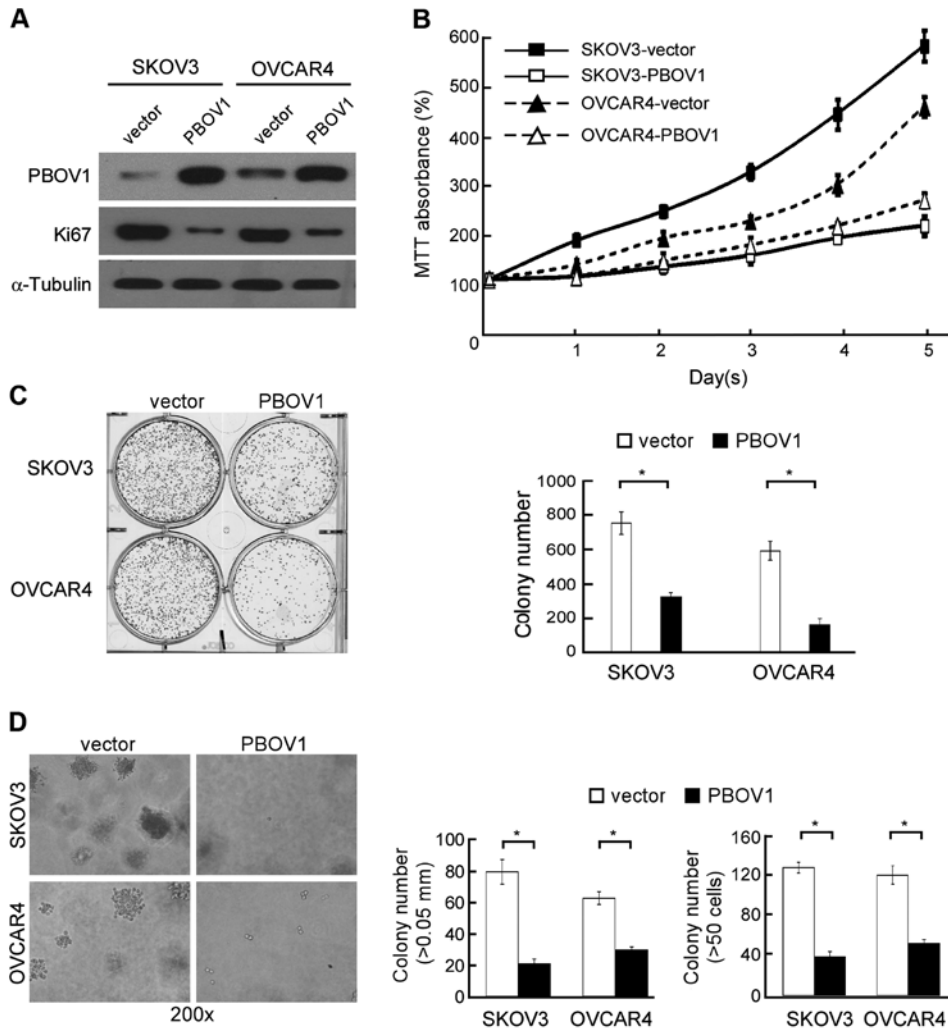 A
SKOV3 OVCAR4
vector PBOV1 vector PBOV1
PBOV1
Ki67
α-Tubulin
B
600
500
400
300
200
100
0
MTT absorbance (%)
SKOV3-vector
SKOV3-PBOV1
OVCAR4-vector
OVCAR4-PBOV1
1 2 3 4 5
Day(s)
C
vector PBOV1
SKOV3
OVCAR4
vector PBOV1
* *
Colony number
1000
800
600
400
200
0
SKOV3 OVCAR4
D
vector PBOV1
SKOV3
OVCAR4
200x
vector PBOV1
Colony number
(>0.05 mm)
100
80
60
40
20
0
* *
SKOV3 OVCAR4
Colony number
(>50 cells)
160
120
80
40
0
* *
SKOV3 OVCAR4